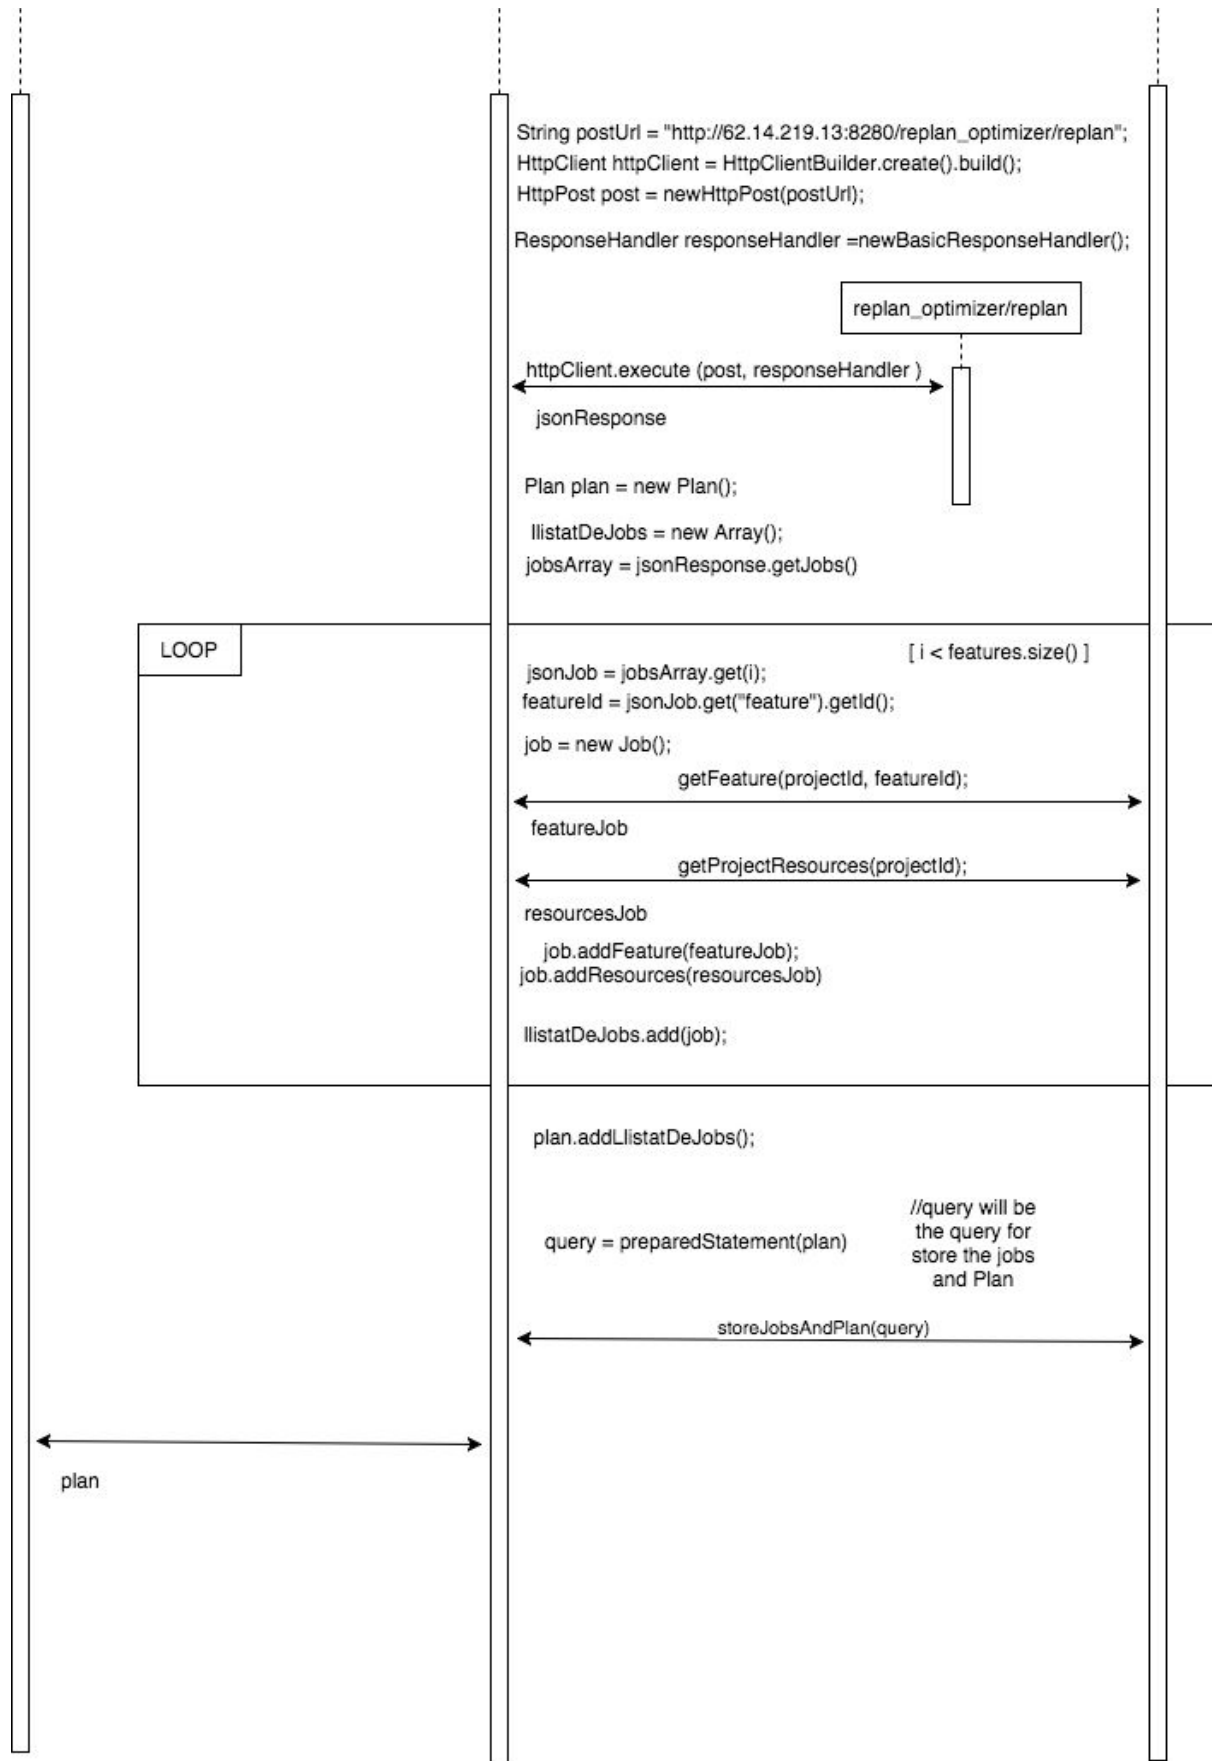 String postUrl = "http://62.14.219.13:8280/replan_optimizer/replan";
HttpClient httpClient = HttpClientBuilder.create().build();
HttpPost post = newHttpPost(postUrl);
ResponseHandler responseHandler =newBasicResponseHandler();
replan_optimizer/replan
httpClient.execute (post, responseHandler )
jsonResponse
Plan plan = new Plan();
llistatDeJobs = new Array();
jobsArray = jsonResponse.getJobs()
LOOP
[ i < features.size() ]
jsonJob = jobsArray.get(i);
featureId = jsonJob.get("feature").getId();
job = new Job();
getFeature(projectId, featureId);
featureJob
getProjectResources(projectId);
resourcesJob
job.addFeature(featureJob);
job.addResources(resourcesJob)
llistatDeJobs.add(job);
plan.addLlistatDeJobs();
//query will be
the query for
store the jobs
and Plan
query = preparedStatement(plan)
storeJobsAndPlan(query)
plan